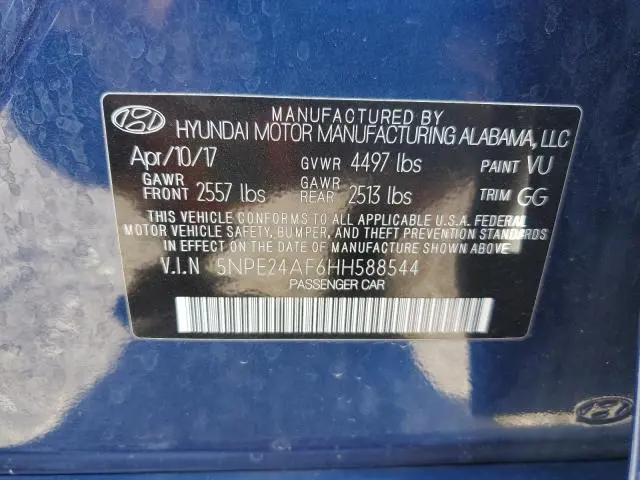 MANUFACTURED BY
HYUNDAI MOTOR MANUFACTURING ALABAMA, LLC
Apr/10/17 GVWR 4497 lbs PAINT VU
GAWR FRONT 2557 lbs GAWR REAR 2513 lbs TRIM GG
THIS VEHICLE CONFORMS TO ALL APPLICABLE U.S.A. FEDERAL
MOTOR VEHICLE SAFETY, BUMPER, AND THEFT PREVENTION STANDARDS
IN EFFECT ON THE DATE OF MANUFACTURE SHOWN ABOVE.
V.I.N 5NPE24AF6HH588544
PASSENGER CAR